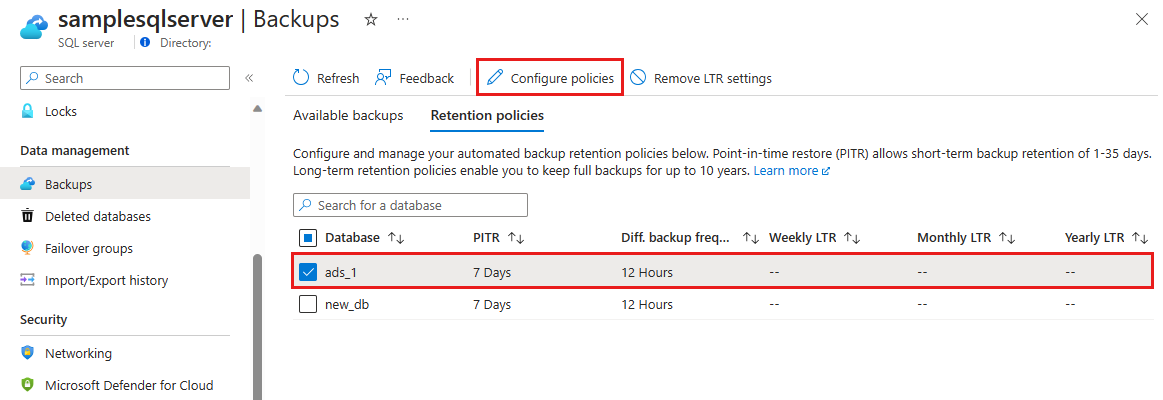 samplesqlserver | Backups
SQL server
Directory:
Search
Locks
Data management
Backups
Deleted databases
Failover groups
Import/Export history
Security
Networking
Microsoft Defender for Cloud
Refresh
Feedback
Configure policies
Remove LTR settings
Available backups
Retention policies
Configure and manage your automated backup retention policies below. Point-in-time restore (PITR) allows short-term backup retention of 1-35 days.
Long-term retention policies enable you to keep full backups for up to 10 years. Learn more
Search for a database
Database PITR Diff. backup freq... Weekly LTR Monthly LTR Yearly LTR
ads_1 7 Days 12 Hours -- -- --
new_db 7 Days 12 Hours -- -- --